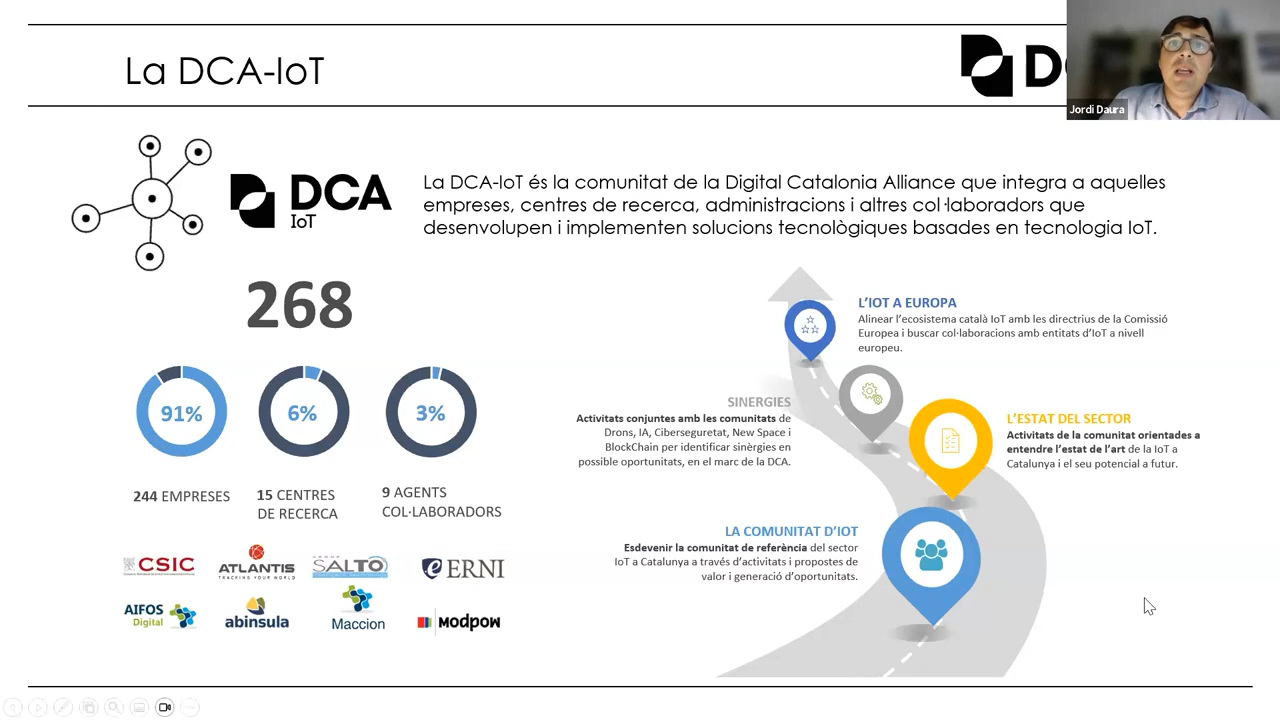 La DCA-IoT
Jordi Daura
DCA
IoT
La DCA-IoT és la comunitat de la Digital Catalonia Alliance que integra a aquelles
empreses, centres de recerca, administracions i altres col·laboradors que
desenvolupen i implementen solucions tecnològiques basades en tecnologia IoT.
268
91%
6%
3%
244 EMPRESES
15 CENTRES
DE RECERCA
9 AGENTS
COL·LABORADORS
CSIC
ATLANTIS
TRACKING YOUR WORLD
SALTO
ERNI
AIFOS
Digital
abinsula
Maccion
MODPOW
L'IOT A EUROPA
Alinear l'ecosistema català IoT amb les directrius de la Comissió
Europea i buscar col·laboracions amb entitats d'IoT a nivell
europeu.
SINERGIES
Activitats conjuntes amb les comunitats de
Drons, IA, Ciberseguretat, New Space i
BlockChain per identificar sinèrgies en
possible oportunitats, en el marc de la DCA.
L'ESTAT DEL SECTOR
Activitats de la comunitat orientades a
entendre l'estat de l'art de la IoT a
Catalunya i el seu potencial a futur.
LA COMUNITAT D'IOT
Esdevenir la comunitat de referència del sector
IoT a Catalunya a través d'activitats i propostes de
valor i generació d'oportunitats.